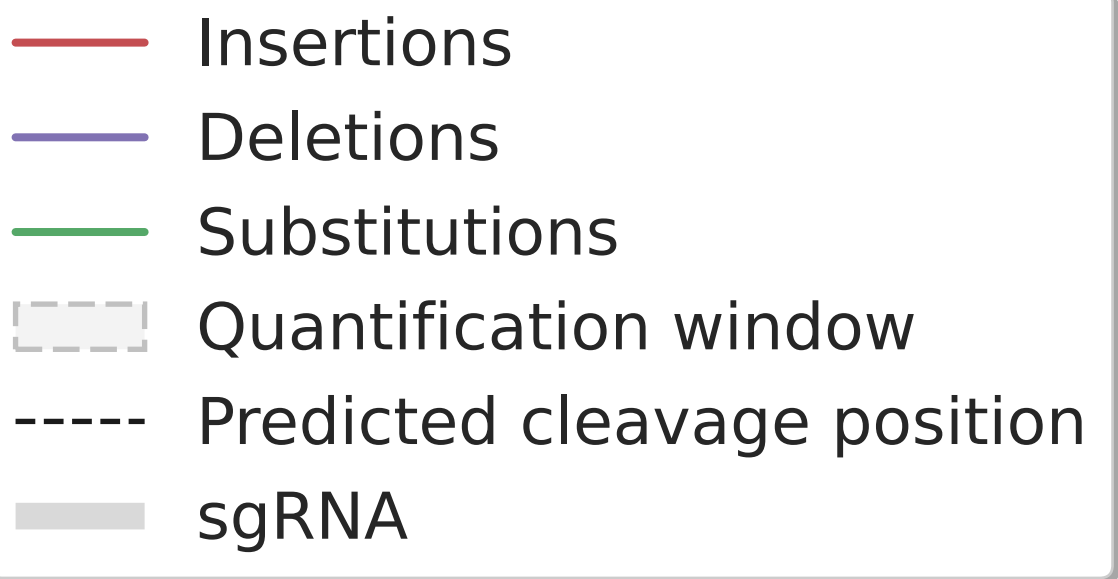 Insertions
Deletions
Substitutions
Quantification window
Predicted cleavage position
sgRNA